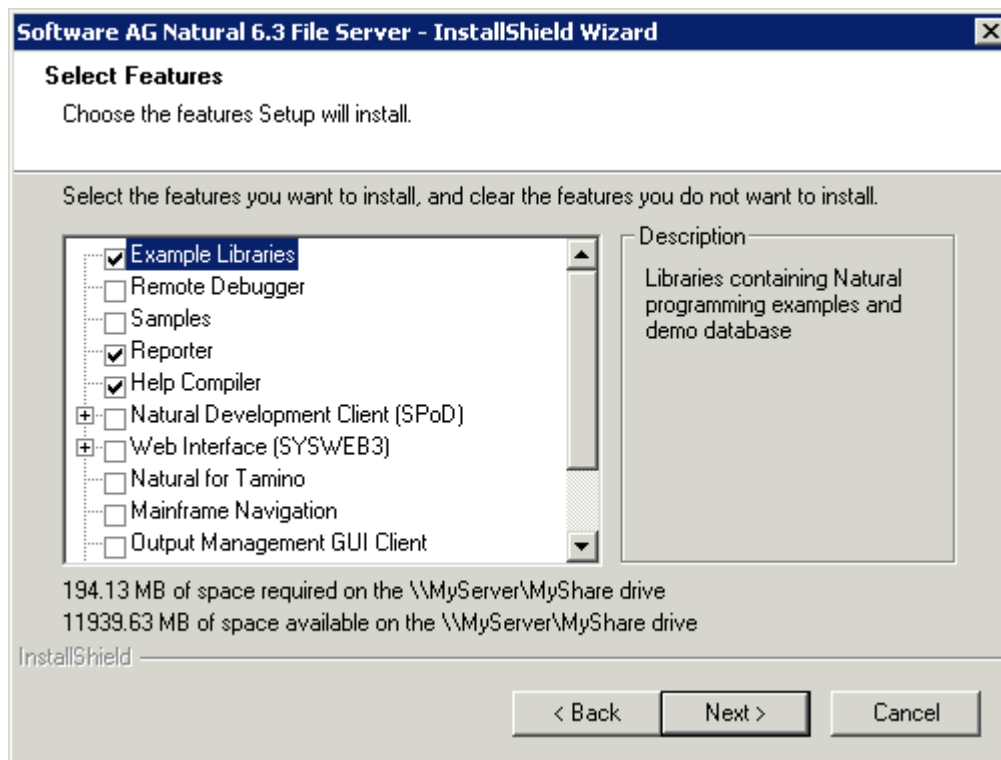 Software AG Natural 6.3 File Server - InstallShield Wizard
Select Features
Choose the features Setup will install.
Select the features you want to install, and clear the features you do not want to install.
Example Libraries
Remote Debugger
Samples
Reporter
Help Compiler
Natural Development Client (SPoD)
Web Interface (SYSWEB3)
Natural for Tamino
Mainframe Navigation
Output Management GUI Client
Description
Libraries containing Natural
programming examples and
demo database
194.13 MB of space required on the \\MyServer\MyShare drive
11939.63 MB of space available on the \\MyServer\MyShare drive
InstallShield
< Back
Next >
Cancel